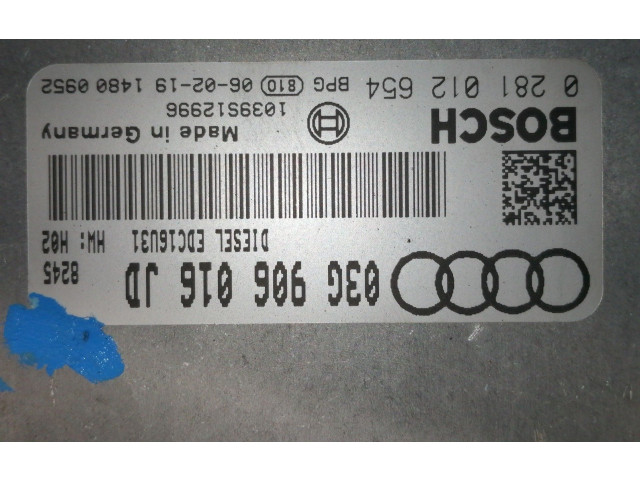 03G 906 016 JD
8245
DIESEL EDC16U31 HW: H02
BOSCH
Made in Germany
1039S12996
0 281 012 654 BPG 810 06-02-19 1480 0952